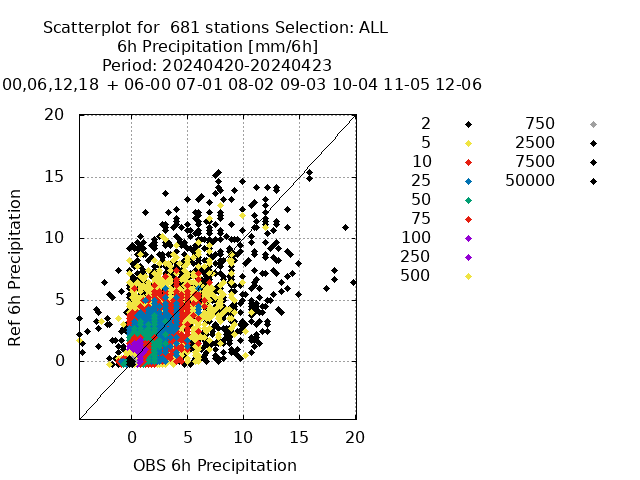 Scatterplot for  681 stations Selection: ALL
6h Precipitation [mm/6h]
Period: 20240420-20240423
00,06,12,18 + 06-00 07-01 08-02 09-03 10-04 11-05 12-06
20
15
10
5
0
Ref 6h Precipitation
0 5 10 15 20
OBS 6h Precipitation
2
5
10
25
50
75
100
250
500
750
2500
7500
50000